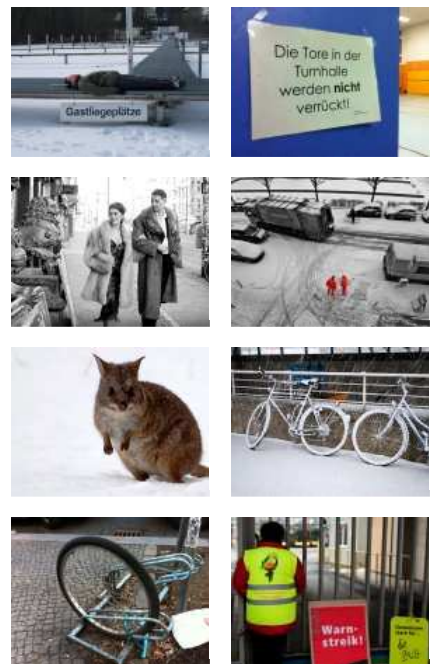 Gastliegeplätze
Die Tore in der
Turnhalle
werden nicht
verrückt!
Warn-
streik!